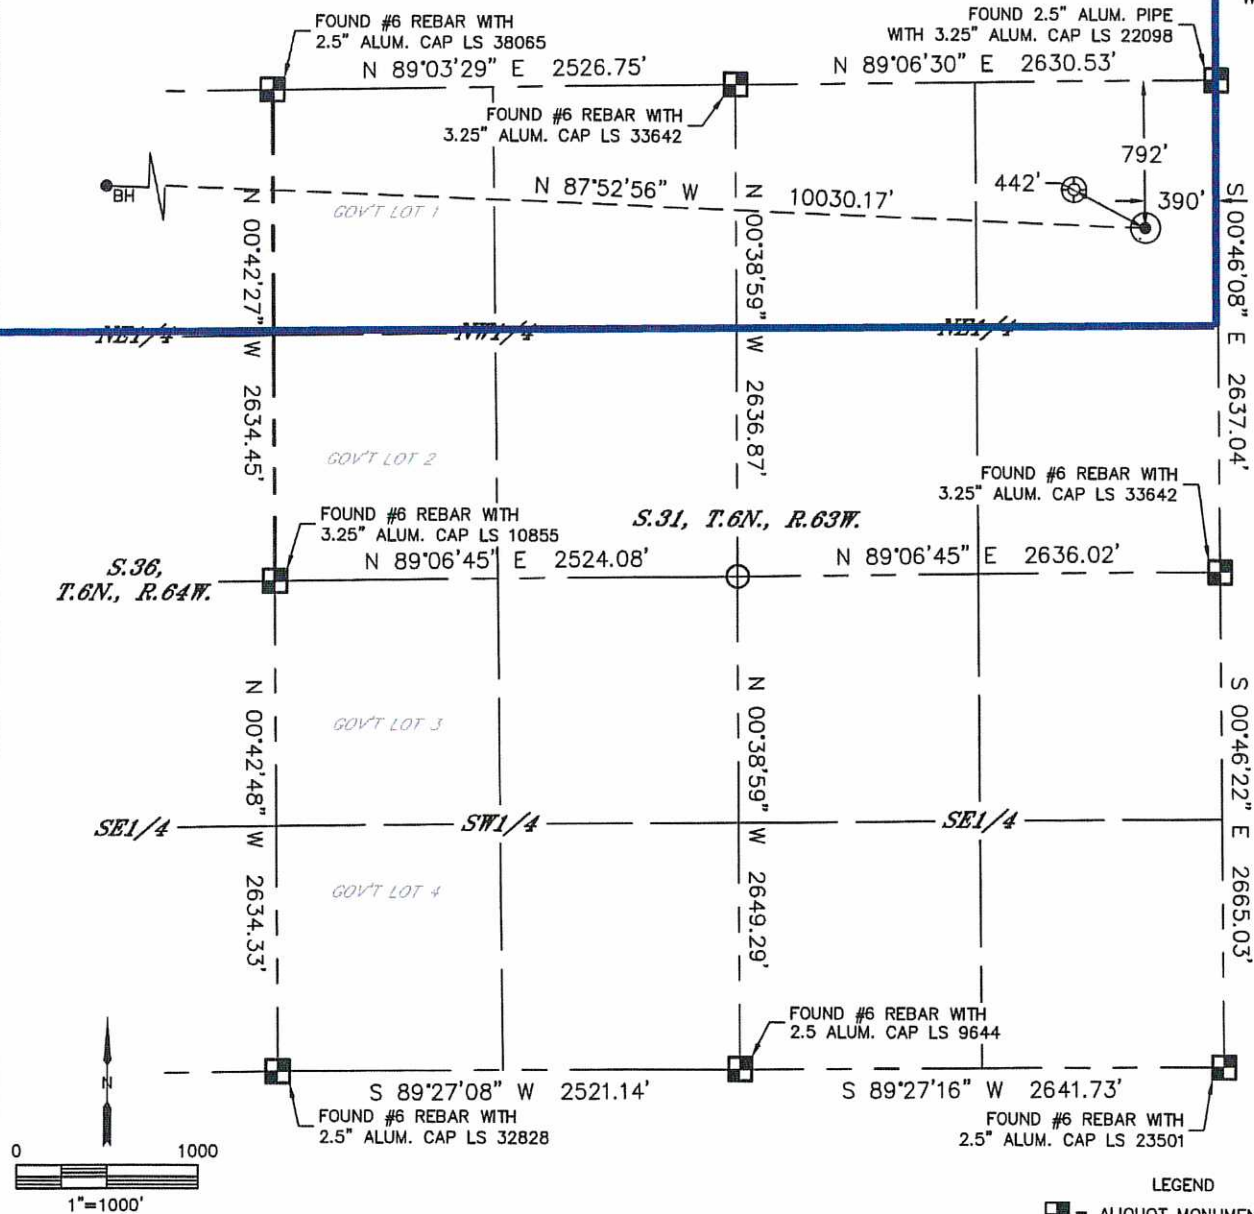 W
FOUND #6 REBAR WITH
2.5" ALUM. CAP LS 38065
FOUND 2.5" ALUM. PIPE
WITH 3.25" ALUM. CAP LS 22098
N 89°03'29" E 2526.75'
N 89°06'30" E 2630.53'
FOUND #6 REBAR WITH
3.25" ALUM. CAP LS 33642
792'
BH
N 87°52'56" W 10030.17'
442'
390'
GOV'T LOT 1
N 00°42'27" W 2634.45'
N 00°38'59" W 2636.87'
S 00°46'08" E 2637.04'
NE1/4
NW1/4
NE1/4
GOV'T LOT 2
FOUND #6 REBAR WITH
3.25" ALUM. CAP LS 33642
FOUND #6 REBAR WITH
3.25" ALUM. CAP LS 10855
S.31, T.6N., R.63W.
S.36,
T.6N., R.64W.
N 89°06'45" E 2524.08'
N 89°06'45" E 2636.02'
N 00°42'48" W 2634.33'
N 00°38'59" W 2649.29'
S 00°46'22" E 2665.03'
GOV'T LOT 3
SE1/4
SW1/4
SE1/4
GOV'T LOT 4
FOUND #6 REBAR WITH
2.5 ALUM. CAP LS 9644
S 89°27'08" W 2521.14'
S 89°27'16" W 2641.73'
FOUND #6 REBAR WITH
2.5" ALUM. CAP LS 32828
FOUND #6 REBAR WITH
2.5" ALUM. CAP LS 23501
N
0 1000
1"=1000'
LEGEND
= ALIQUOT MONUMEN